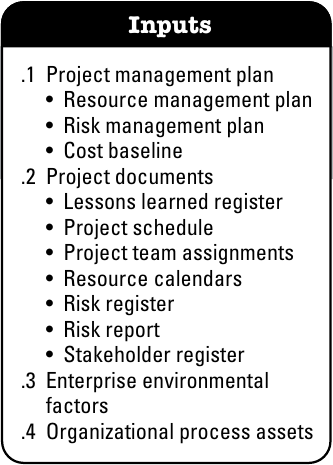 Inputs
.1 Project management plan
• Resource management plan
• Risk management plan
• Cost baseline
.2 Project documents
• Lessons learned register
• Project schedule
• Project team assignments
• Resource calendars
• Risk register
• Risk report
• Stakeholder register
.3 Enterprise environmental
factors
.4 Organizational process assets